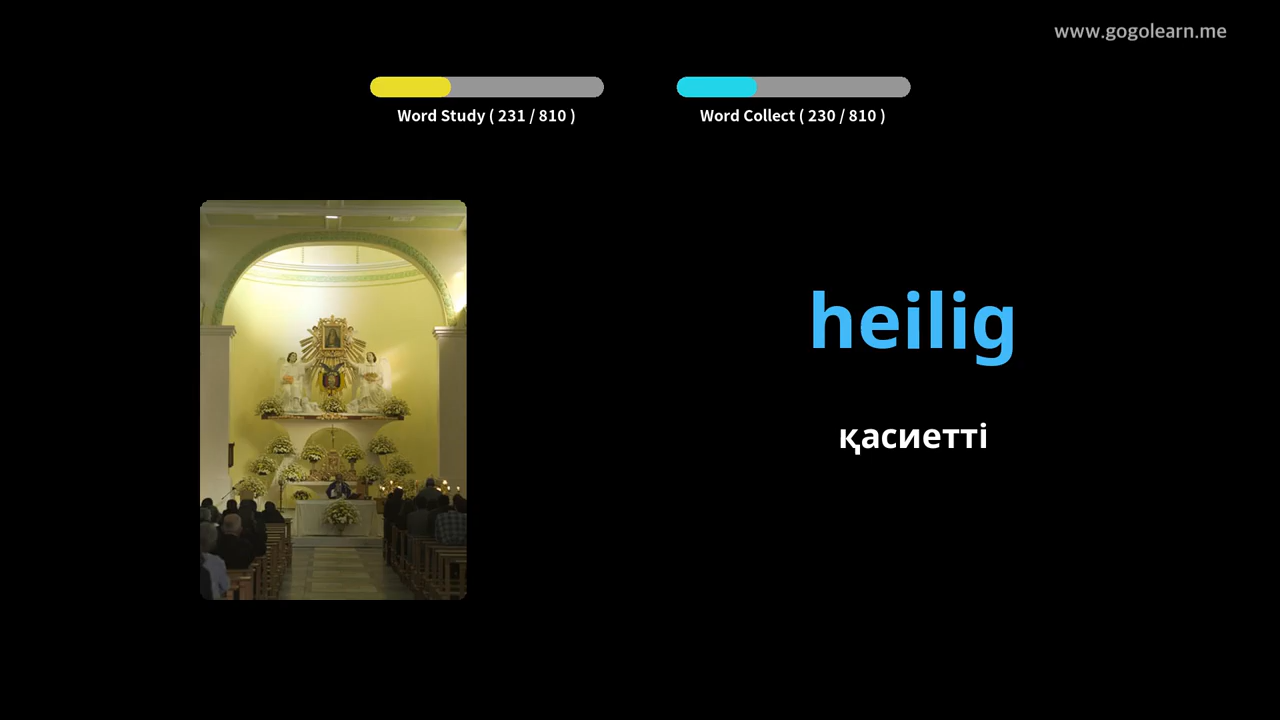 www.gogolearn.me
Word Study ( 231 / 810 )
Word Collect ( 230 / 810 )
heilig
қасиетті